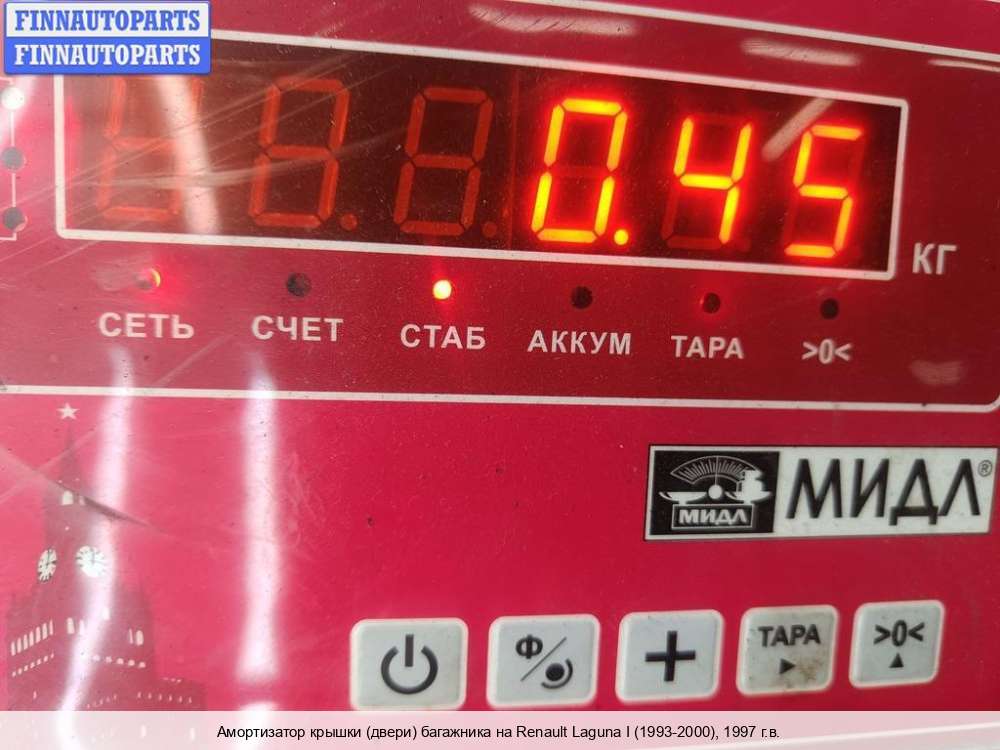 FINNAUTOPARTS
FINNAUTOPARTS
0.45
КГ
СЕТЬ СЧЕТ СТАБ АККУМ ТАРА >0<
МИДЛ МИДЛ®
Ф ТАРА >0<
Амортизатор крышки (двери) багажника на Renault Laguna I (1993-2000), 1997 г.в.